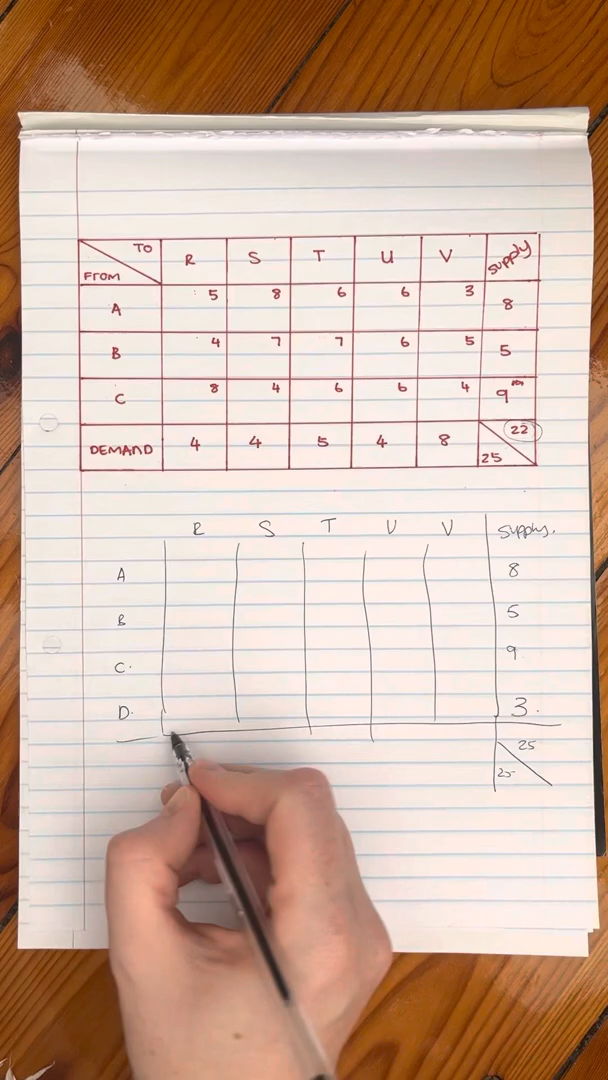 TO R S T U V supply
FROM
A 5 8 6 6 3 8
B 4 7 7 6 5 5
C 8 4 6 6 4 9
DEMAND 4 4 5 4 8 25 22
R S T U V supply.
A 8
B 5
C. 9
D. 3.
25
25